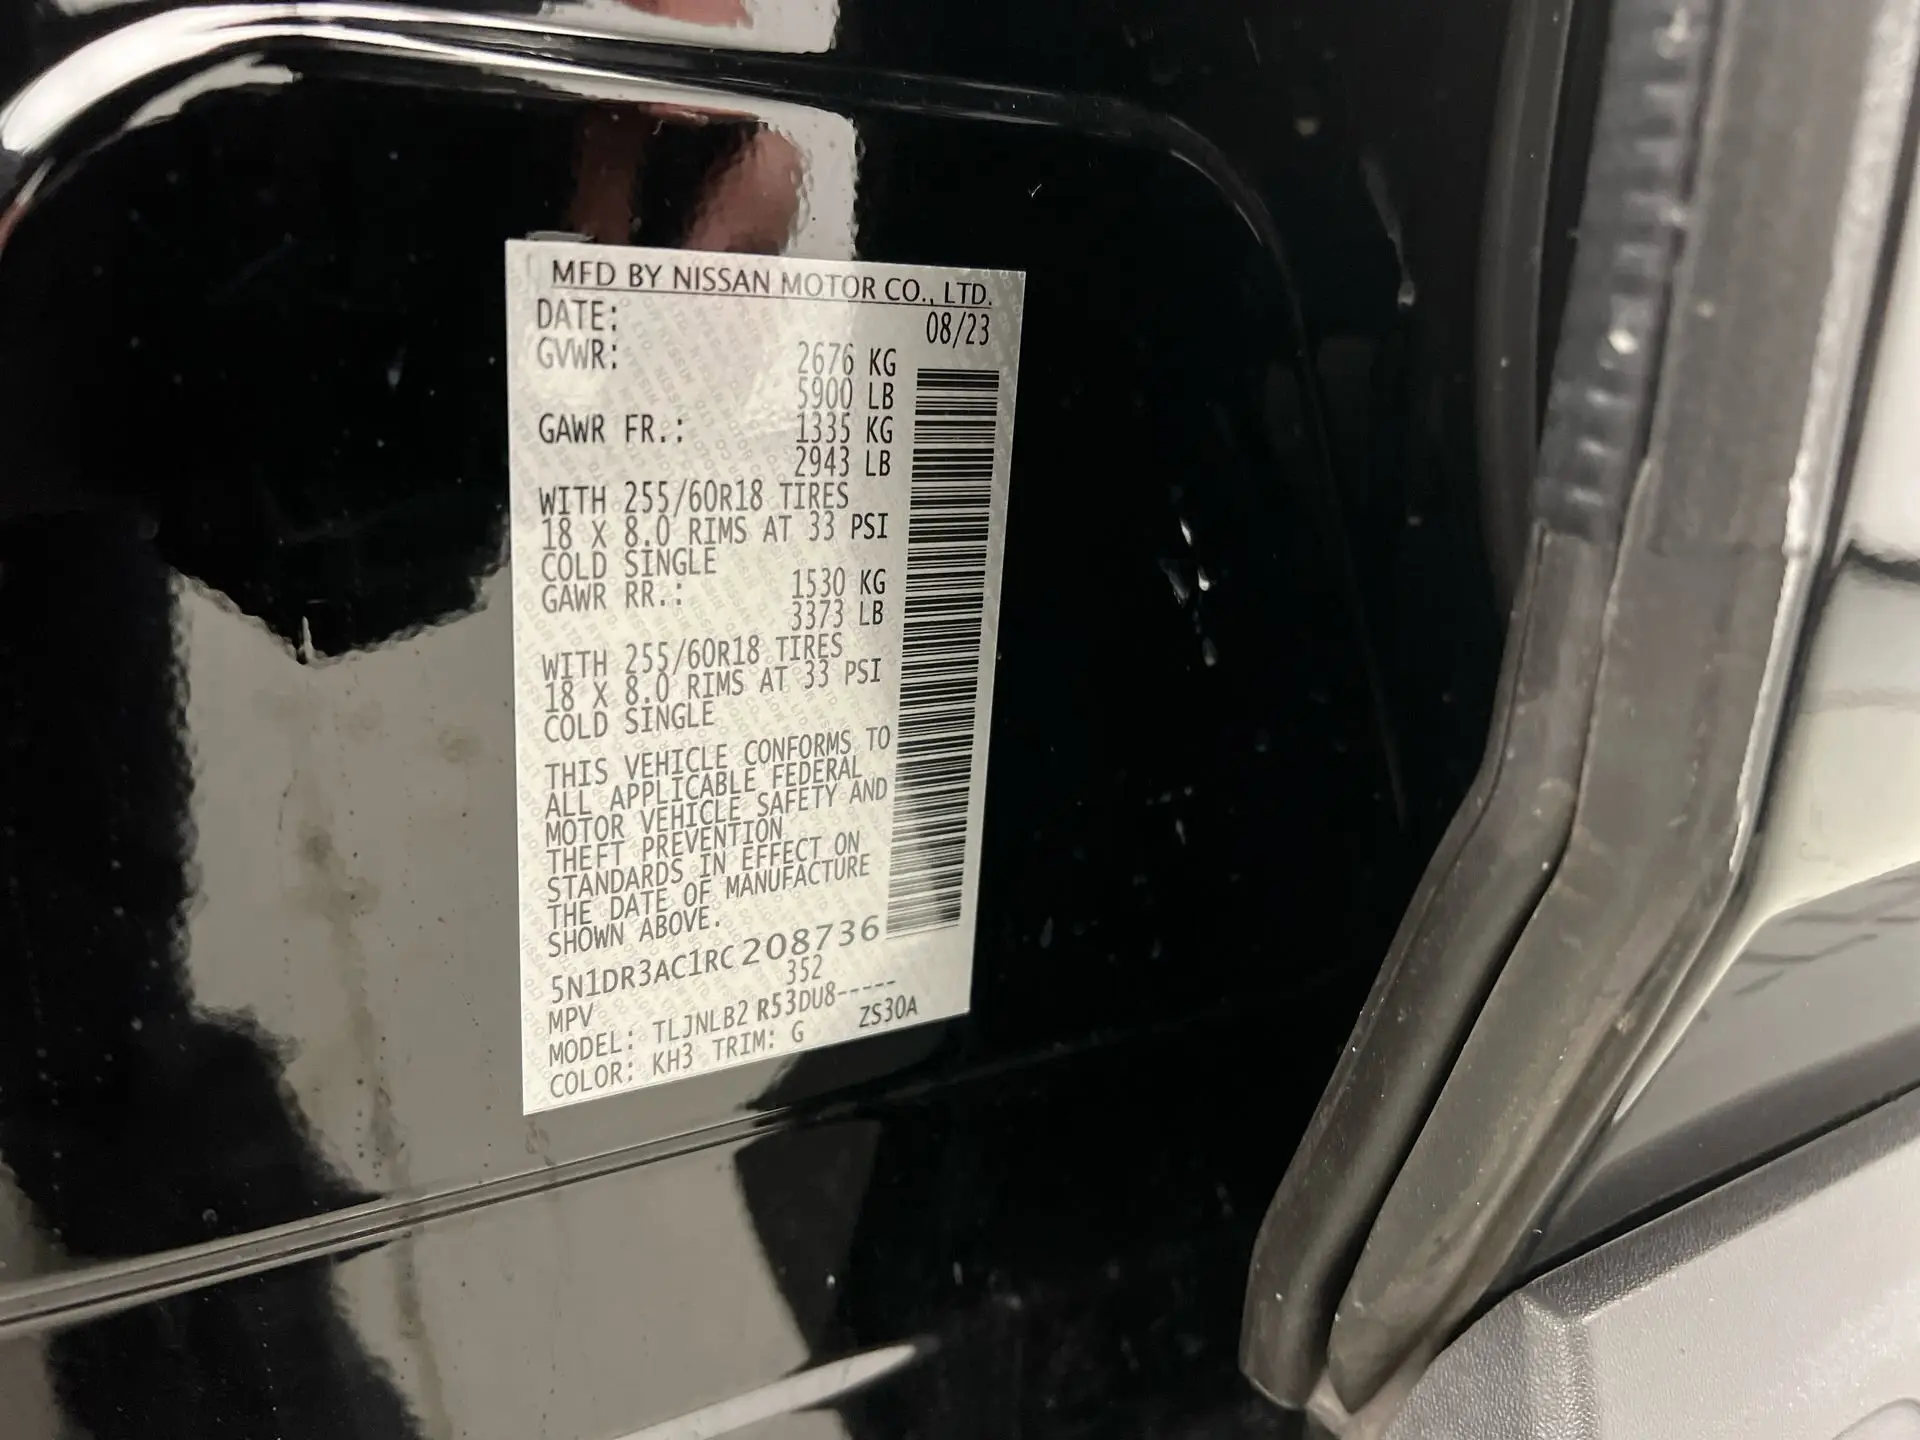 MFD BY NISSAN MOTOR CO., LTD.
DATE: 08/23
GVWR: 2676 KG
5900 LB
GAWR FR.: 1335 KG
2943 LB
WITH 255/60R18 TIRES
18 X 8.0 RIMS AT 33 PSI
COLD SINGLE
GAWR RR.: 1530 KG
3373 LB
WITH 255/60R18 TIRES
18 X 8.0 RIMS AT 33 PSI
COLD SINGLE
THIS VEHICLE CONFORMS TO
ALL APPLICABLE FEDERAL
MOTOR VEHICLE SAFETY AND
THEFT PREVENTION
STANDARDS IN EFFECT ON
THE DATE OF MANUFACTURE
SHOWN ABOVE.
5N1DR3AC1RC208736
MPV 352
MODEL: TLJNLB2 R53DU8-----
COLOR: KH3 TRIM: G ZS30A